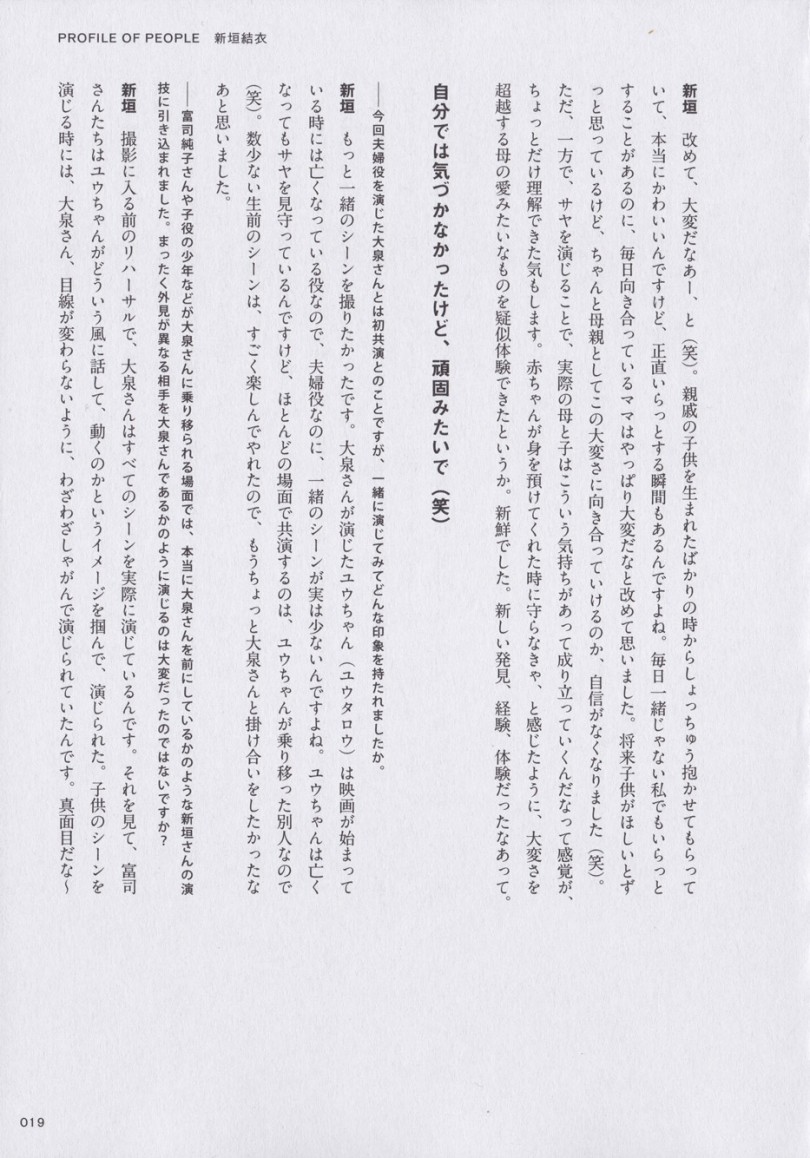 PROFILE OF PEOPLE 新垣結衣
新垣　改めて、大変だなあー、と（笑）。親戚の子供を生まれたばかりの時からしょっちゅう抱かせてもらって
いて、本当にかわいいんですけど、正直いらっとする瞬間もあるんですよね。毎日一緒じゃない私でもいらっと
することがあるのに、毎日向き合っているママはやっぱり大変だなと改めて思いました。将来子供がほしいとず
っと思っているけど、ちゃんと母親としてこの大変さに向き合っていけるのか、自信がなくなりました（笑）。
ただ、一方で、サヤを演じることで、実際の母と子はこういう気持ちがあって成り立っていくんだなって感覚が、
ちょっとだけ理解できた気もします。赤ちゃんが身を預けてくれた時に守らなきゃ、と感じたように、大変さを
超越する母の愛みたいなものを疑似体験できたというか。新鮮でした。新しい発見、経験、体験だったなあって。
自分では気づかなかったけど、頑固みたいで（笑）
──今回夫婦役を演じた大泉さんとは初共演とのことですが、一緒に演じてみてどんな印象を持たれましたか。
新垣　もっと一緒のシーンを撮りたかったです。大泉さんが演じたユウちゃん（ユウタロウ）は映画が始まって
いる時には亡くなっている役なので、夫婦役なのに、一緒のシーンが実は少ないんですよね。ユウちゃんは亡く
なってもサヤを見守っているんですけど、ほとんどの場面で共演するのは、ユウちゃんが乗り移った別人なので
（笑）。数少ない生前のシーンは、すごく楽しんでやれたので、もうちょっと大泉さんと掛け合いをしたかったな
あと思いました。
──富司純子さんや子役の少年などが大泉さんに乗り移られる場面では、本当に大泉さんを前にしているかのような新垣さんの演
技に引き込まれました。まったく外見が異なる相手を大泉さんであるかのように演じるのは大変だったのではないですか？
新垣　撮影に入る前のリハーサルで、大泉さんはすべてのシーンを実際に演じているんです。それを見て、富司
さんたちはユウちゃんがどういう風に話して、動くのかというイメージを掴んで、演じられた。子供のシーンを
演じる時には、大泉さん、目線が変わらないように、わざわざしゃがんで演じられていたんです。真面目だな〜
019